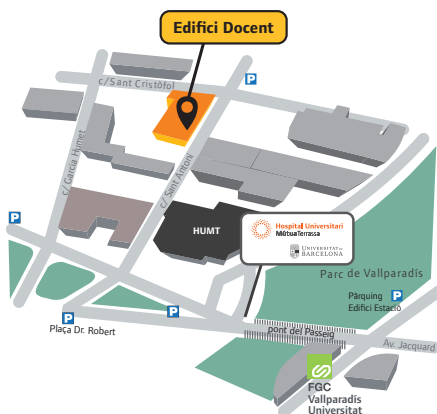 Edifici Docent
c/Sant Cristòfol
P
c/Garcia Humet
c/Sant Antoni
P
HUMT
Hospital Universitari
MútuaTerrassa
UNIVERSITAT DE
BARCELONA
Parc de Vallparadís
Pàrquing P
Edifici Estació
P
P
Plaça Dr. Robert
pont del Passeig
Av. Jacquard
FGC
Vallparadís
Universitat